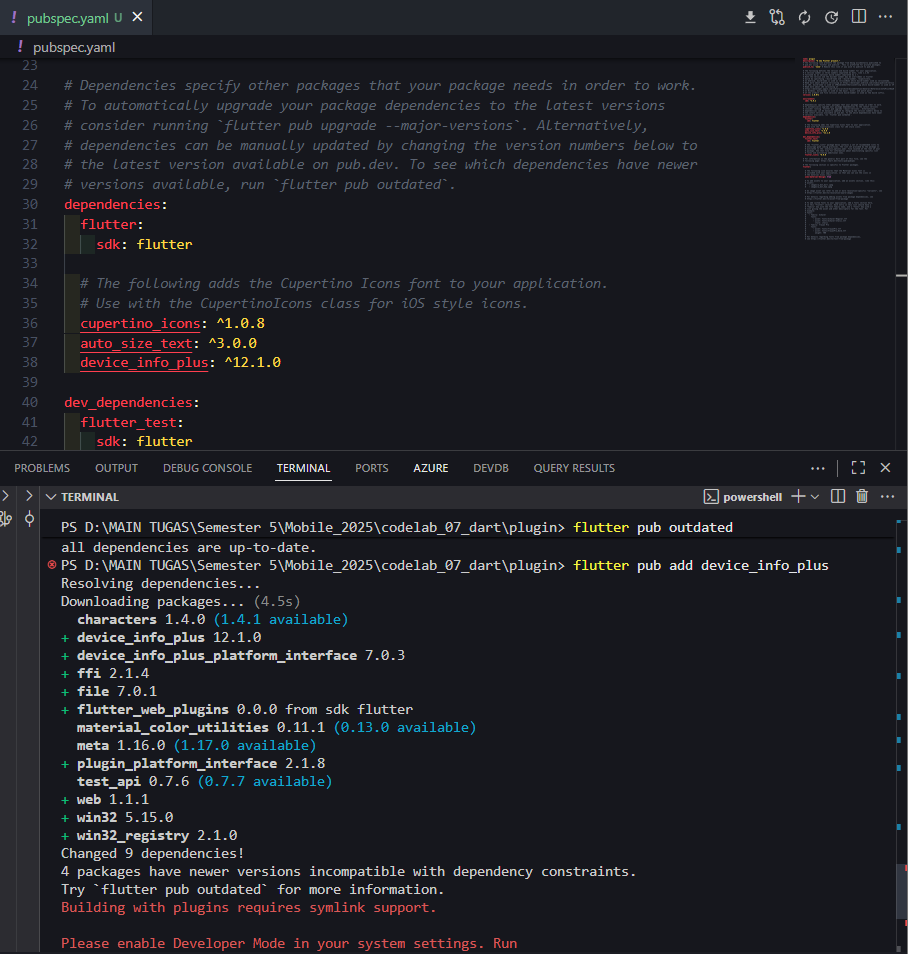 ! pubspec.yaml U ×
! pubspec.yaml
23
24 # Dependencies specify other packages that your package needs in order to work.
25 # To automatically upgrade your package dependencies to the latest versions
26 # consider running `flutter pub upgrade --major-versions`. Alternatively,
27 # dependencies can be manually updated by changing the version numbers below to
28 # the latest version available on pub.dev. To see which dependencies have newer
29 # versions available, run `flutter pub outdated`.
30 dependencies:
31 flutter:
32 sdk: flutter
33
34 # The following adds the Cupertino Icons font to your application.
35 # Use with the CupertinoIcons class for iOS style icons.
36 cupertino_icons: ^1.0.8
37 auto_size_text: ^3.0.0
38 device_info_plus: ^12.1.0
39
40 dev_dependencies:
41 flutter_test:
42 sdk: flutter
PROBLEMS OUTPUT DEBUG CONSOLE TERMINAL PORTS AZURE DEVDB QUERY RESULTS
TERMINAL powershell
PS D:\MAIN TUGAS\Semester 5\Mobile_2025\codelab_07_dart\plugin> flutter pub outdated
all dependencies are up-to-date.
PS D:\MAIN TUGAS\Semester 5\Mobile_2025\codelab_07_dart\plugin> flutter pub add device_info_plus
Resolving dependencies...
Downloading packages... (4.5s)
characters 1.4.0 (1.4.1 available)
+ device_info_plus 12.1.0
+ device_info_plus_platform_interface 7.0.3
+ ffi 2.1.4
+ file 7.0.1
+ flutter_web_plugins 0.0.0 from sdk flutter
material_color_utilities 0.11.1 (0.13.0 available)
meta 1.16.0 (1.17.0 available)
+ plugin_platform_interface 2.1.8
test_api 0.7.6 (0.7.7 available)
+ web 1.1.1
+ win32 5.15.0
+ win32_registry 2.1.0
Changed 9 dependencies!
4 packages have newer versions incompatible with dependency constraints.
Try `flutter pub outdated` for more information.
Building with plugins requires symlink support.
Please enable Developer Mode in your system settings. Run